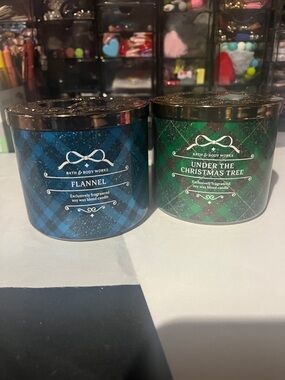 BATH & BODY WORKS
FLANNEL
Exclusively fragranced
soy wax blend candle
BATH & BODY WORKS
UNDER THE
CHRISTMAS TREE
Exclusively fragranced
soy wax blend candle